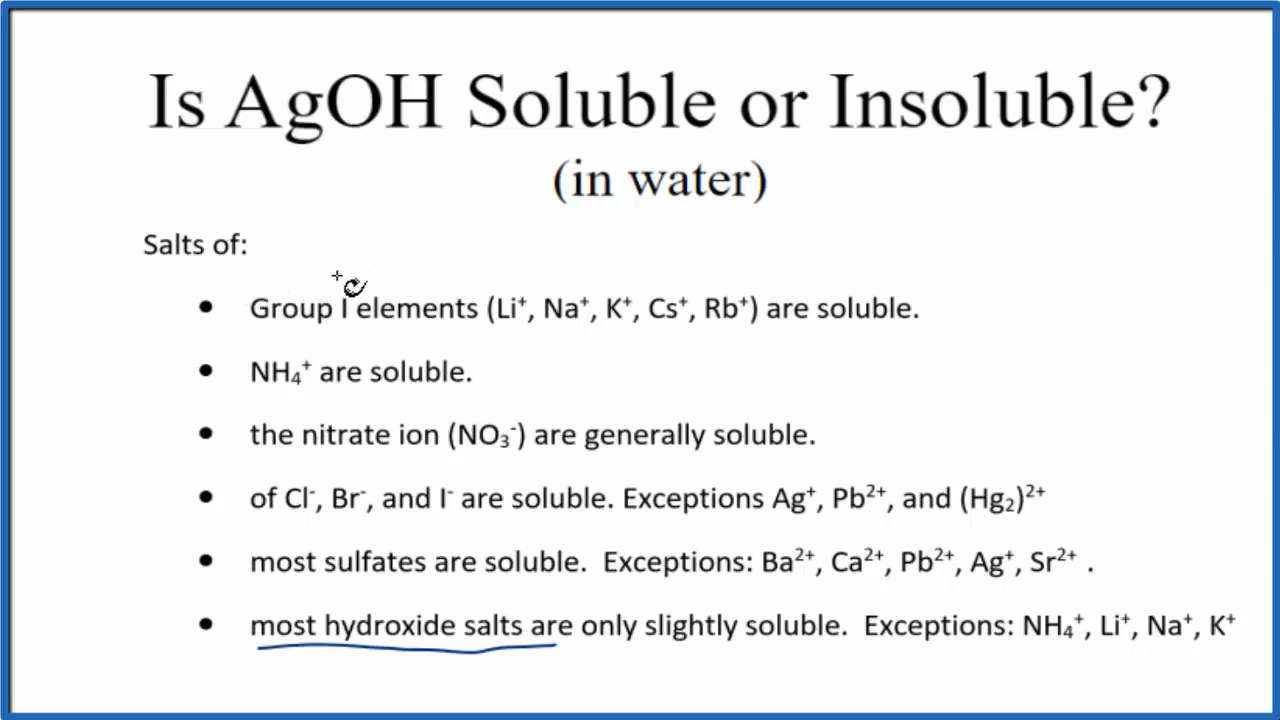 Is AgOH Soluble or Insoluble?
(in water)
Salts of:
• Group I elements (Li⁺, Na⁺, K⁺, Cs⁺, Rb⁺) are soluble.
• NH₄⁺ are soluble.
• the nitrate ion (NO₃⁻) are generally soluble.
• of Cl⁻, Br⁻, and I⁻ are soluble. Exceptions Ag⁺, Pb²⁺, and (Hg₂)²⁺
• most sulfates are soluble. Exceptions: Ba²⁺, Ca²⁺, Pb²⁺, Ag⁺, Sr²⁺ .
• most hydroxide salts are only slightly soluble. Exceptions: NH₄⁺, Li⁺, Na⁺, K⁺